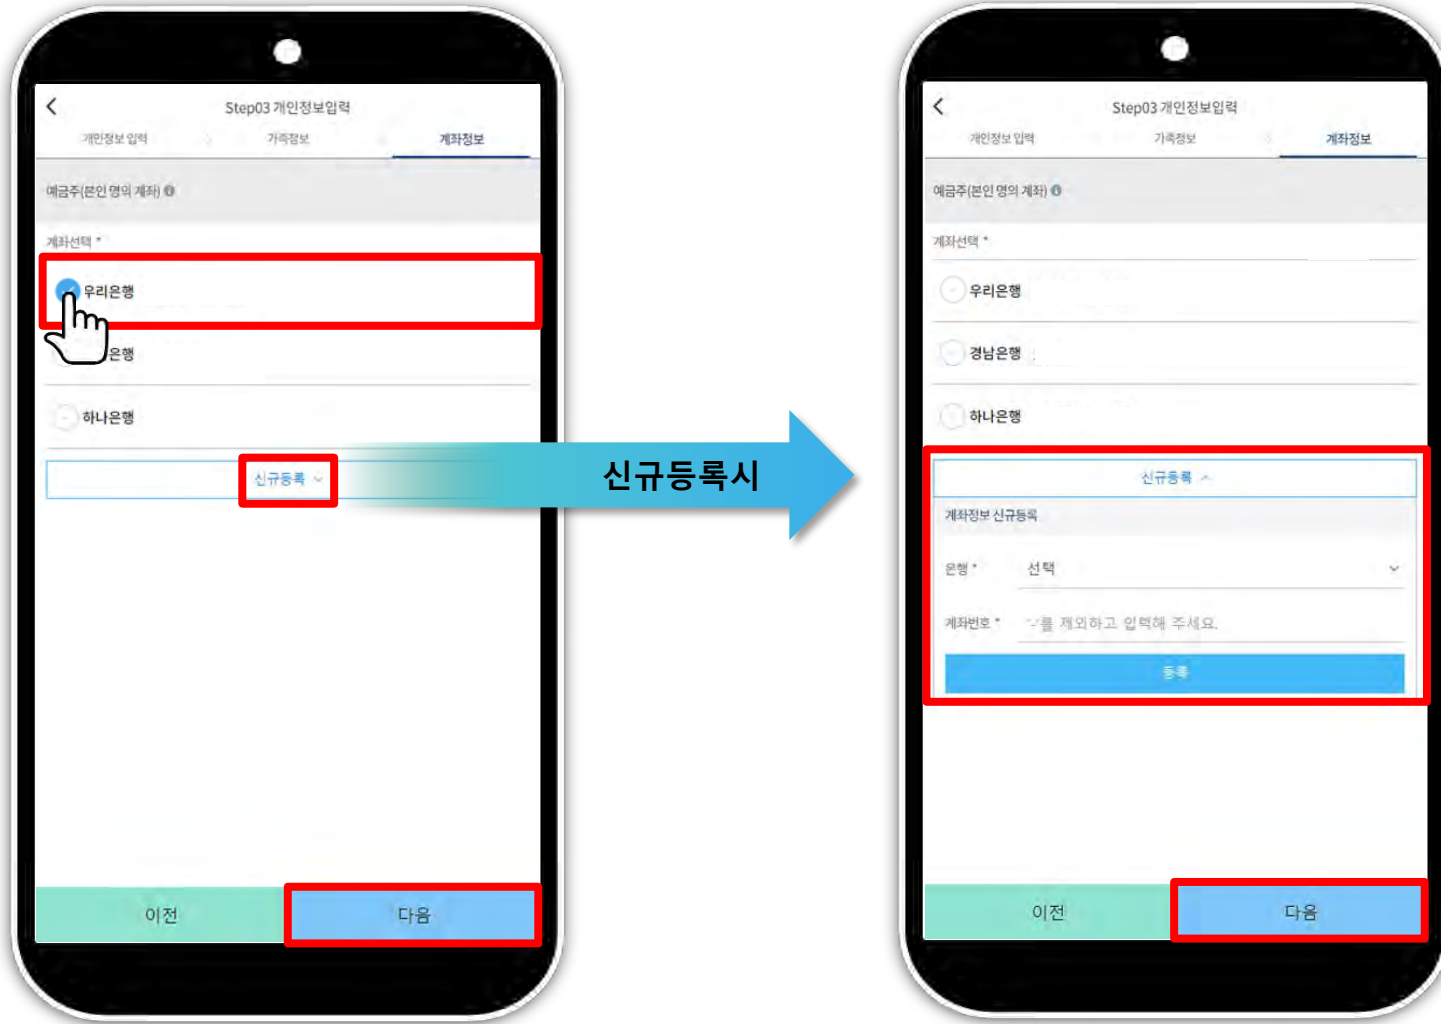 Step03 개인정보입력
개인정보 입력 가족정보 계좌정보
예금주(본인 명의 계좌)
계좌선택 *
우리은행
은행
하나은행
신규등록
이전 다음
신규등록시
Step03 개인정보입력
개인정보 입력 가족정보 계좌정보
예금주(본인 명의 계좌)
계좌선택 *
우리은행
경남은행
하나은행
신규등록
계좌정보 신규등록
은행 * 선택
계좌번호 * '-'를 제외하고 입력해 주세요.
등록
이전 다음